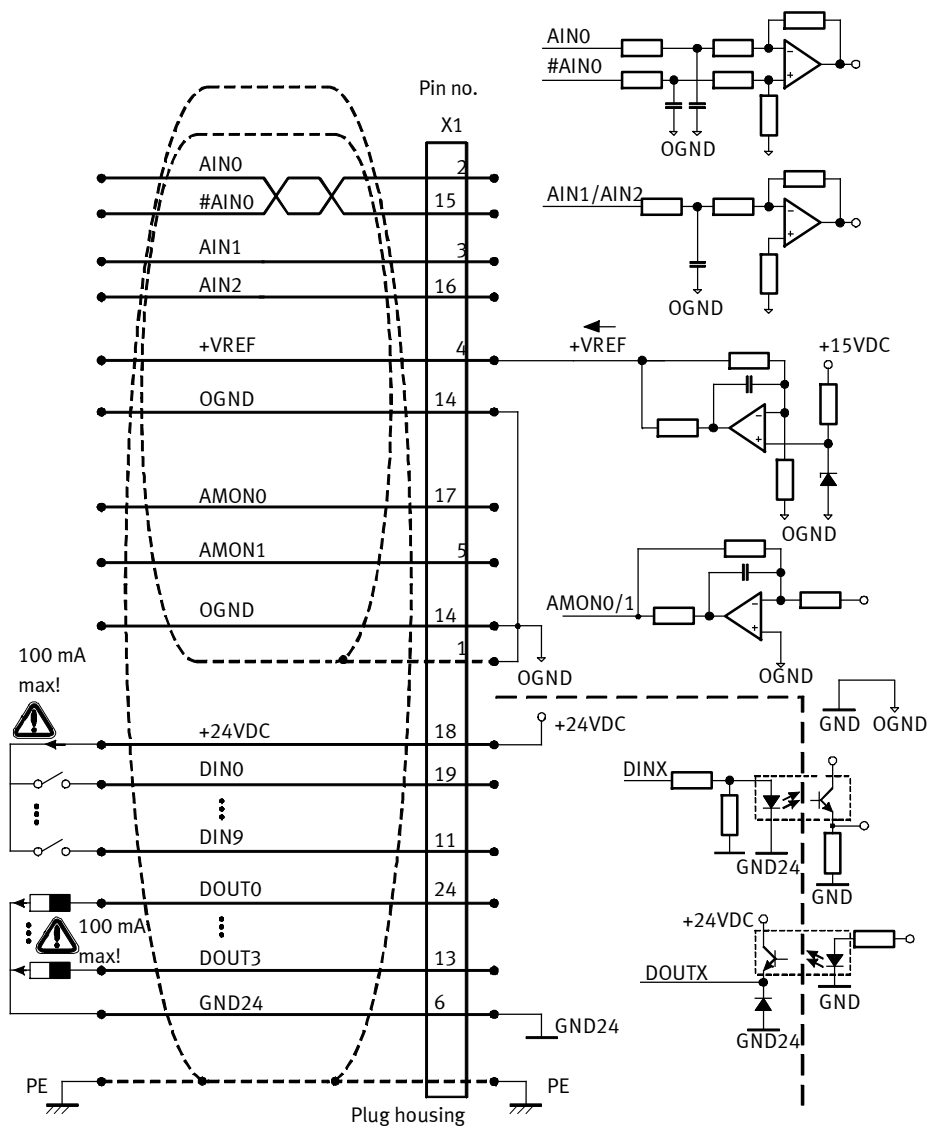 Pin no.
X1
AIN0
2
#AIN0
15
AIN1
3
AIN2
16
+VREF
4
OGND
14
AMON0
17
AMON1
5
OGND
14
1
OGND
100 mA
max!
+24VDC
18
+24VDC
DIN0
19
DIN9
11
DOUT0
24
100 mA
max!
DOUT3
13
GND24
6
GND24
PE
PE
Plug housing
AIN0
#AIN0
-
+
OGND
AIN1/AIN2
-
+
OGND
+VREF
+15VDC
-
+
OGND
AMON0/1
-
+
OGND
GND
OGND
DINX
GND24
GND
+24VDC
DOUTX
GND
GND24